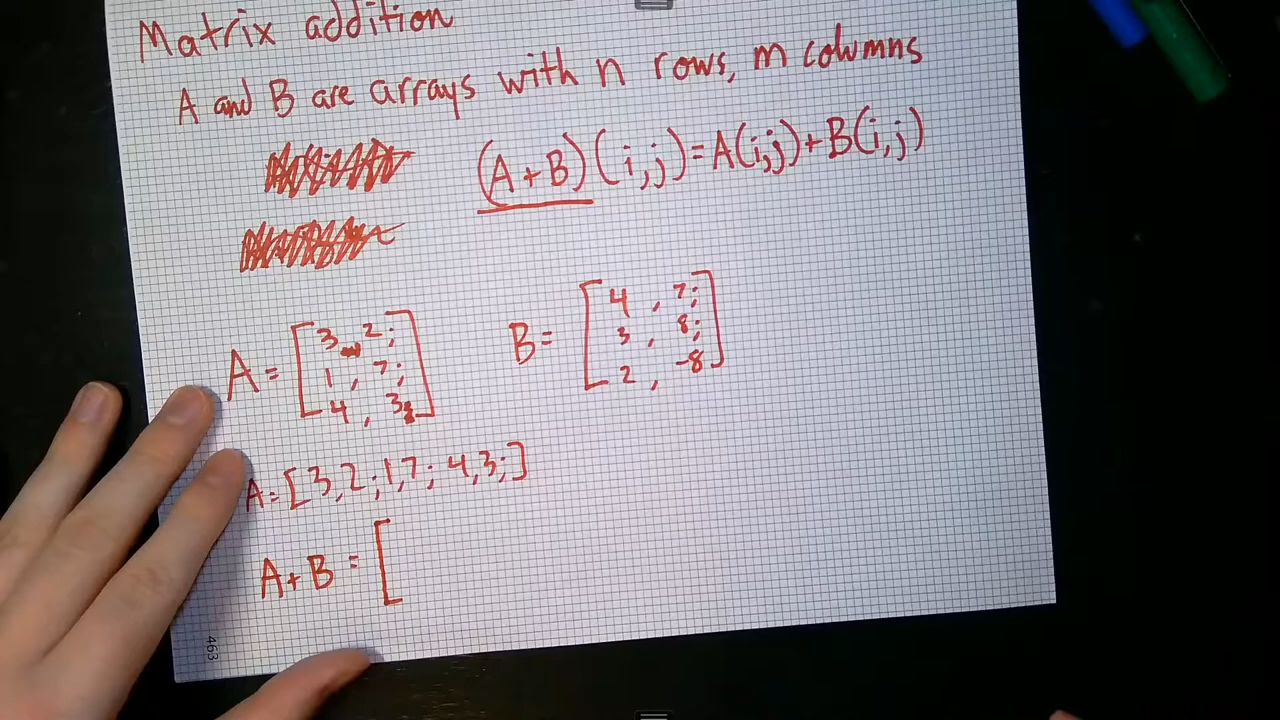 Matrix addition
A and B are arrays with n rows, m columns
(A+B)(i,j)=A(i,j)+B(i,j)
A= [3, 2;
1, 7;
4, 3;]
B= [4, 7;
3, 8;
2, -8]
A=[3,2;1,7; 4,3;]
A+B = [
463